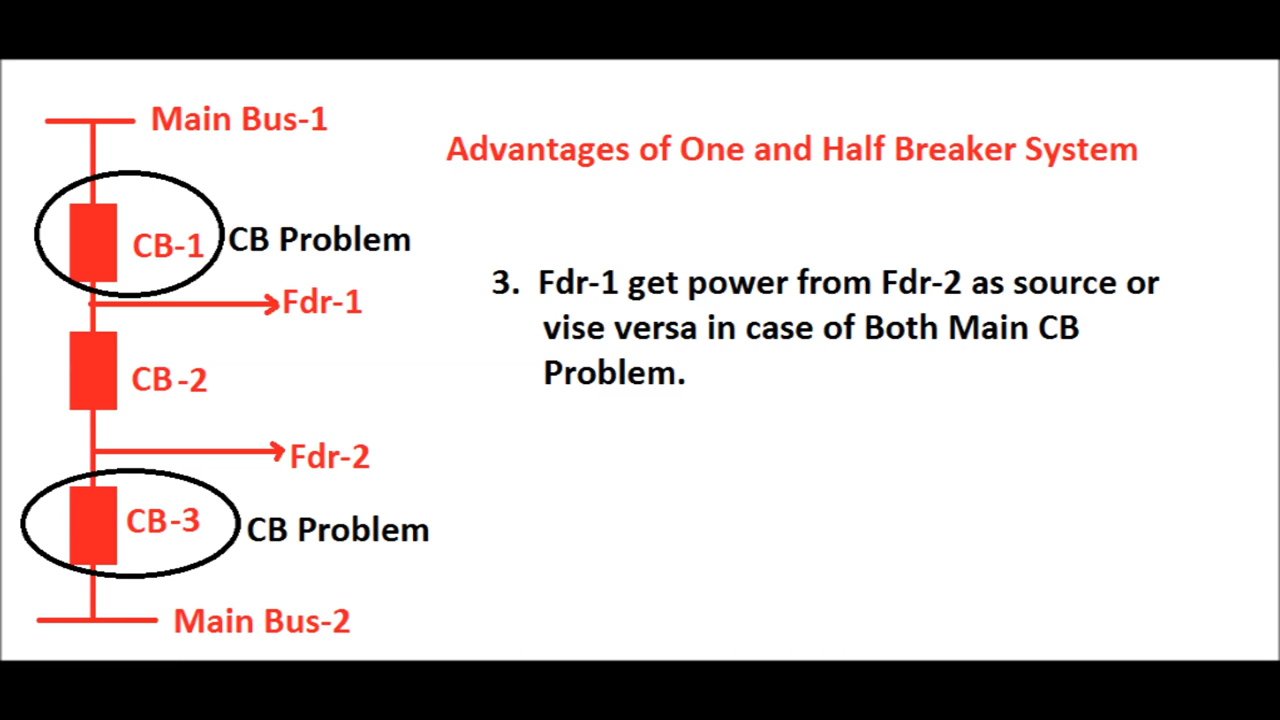 Main Bus-1
Advantages of One and Half Breaker System
CB-1
CB Problem
3. Fdr-1 get power from Fdr-2 as source or
vise versa in case of Both Main CB
Problem.
Fdr-1
CB-2
Fdr-2
CB-3
CB Problem
Main Bus-2